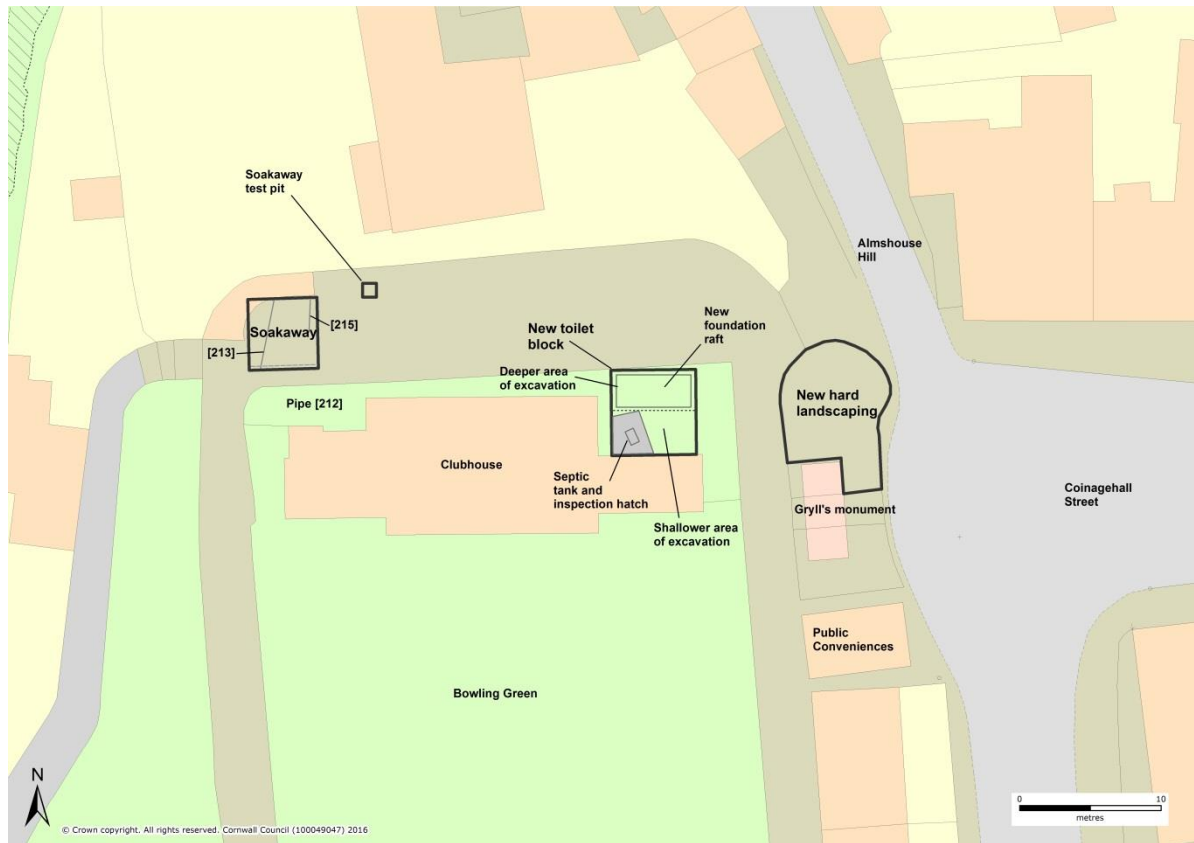 Soakaway
test pit
Almshouse
Hill
[215]
Soakaway
[213]
New toilet
block
New
foundation
raft
Deeper area
of excavation
New hard
landscaping
Pipe [212]
Clubhouse
Septic
tank and
inspection hatch
Shallower area
of excavation
Gryll's monument
Coinagehall
Street
Public
Conveniences
Bowling Green
N
0 10
metres
© Crown copyright. All rights reserved. Cornwall Council (100049047) 2016